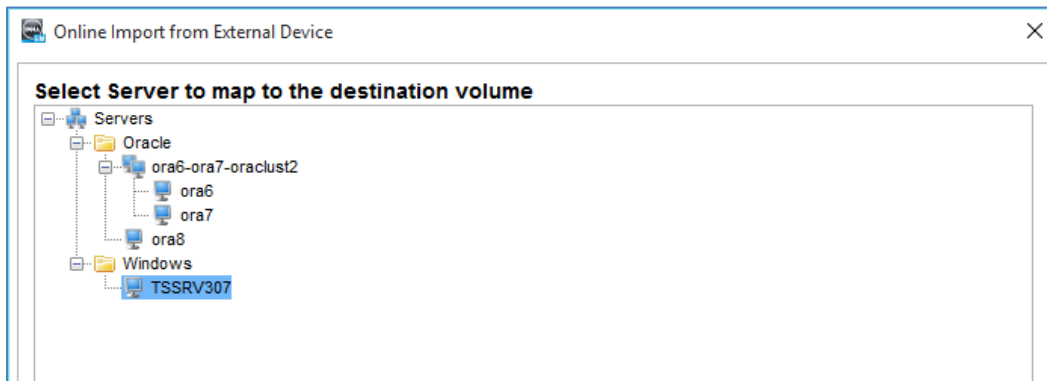 Online Import from External Device
Select Server to map to the destination volume
Servers
Oracle
ora6-ora7-oraclust2
ora6
ora7
ora8
Windows
TSSRV307